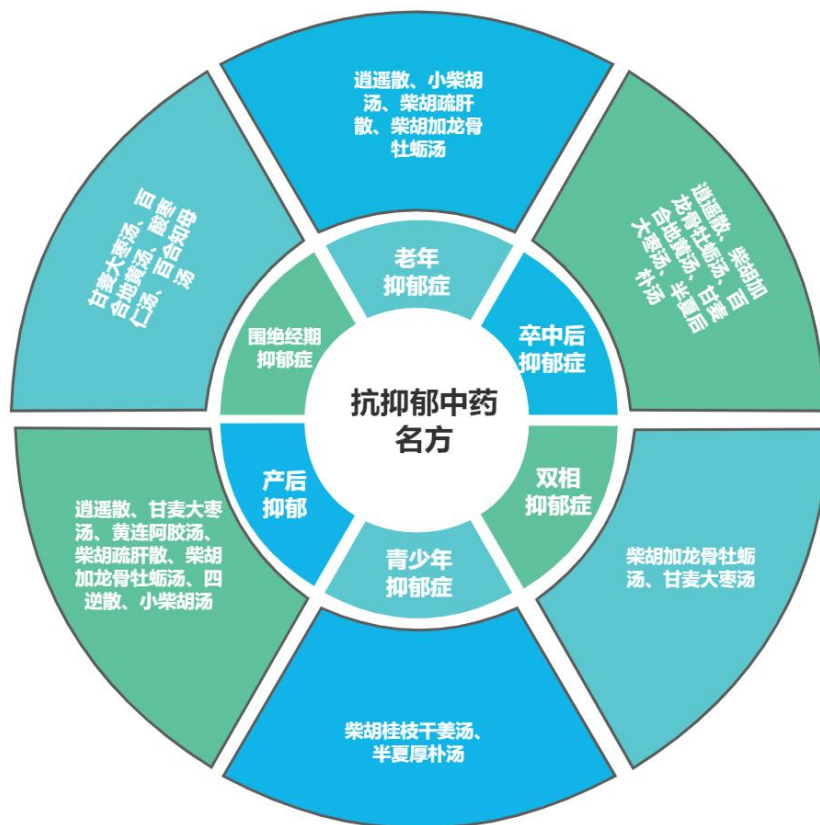 抗抑郁中药
名方
老年
抑郁症
逍遥散、小柴胡
汤、柴胡疏肝
散、柴胡加龙骨
牡蛎汤
卒中后
抑郁症
逍遥散、柴胡加
龙骨牡蛎汤、百
合地黄汤、甘麦
大枣汤、半夏后
朴汤
双相
抑郁症
柴胡加龙骨牡蛎
汤、甘麦大枣汤
青少年
抑郁症
柴胡桂枝干姜汤、
半夏厚朴汤
产后
抑郁
逍遥散、甘麦大枣
汤、黄连阿胶汤、
柴胡疏肝散、柴胡
加龙骨牡蛎汤、四
逆散、小柴胡汤
围绝经期
抑郁症
甘麦大枣汤、百
合地黄汤、酸枣
仁汤、百合知母
汤